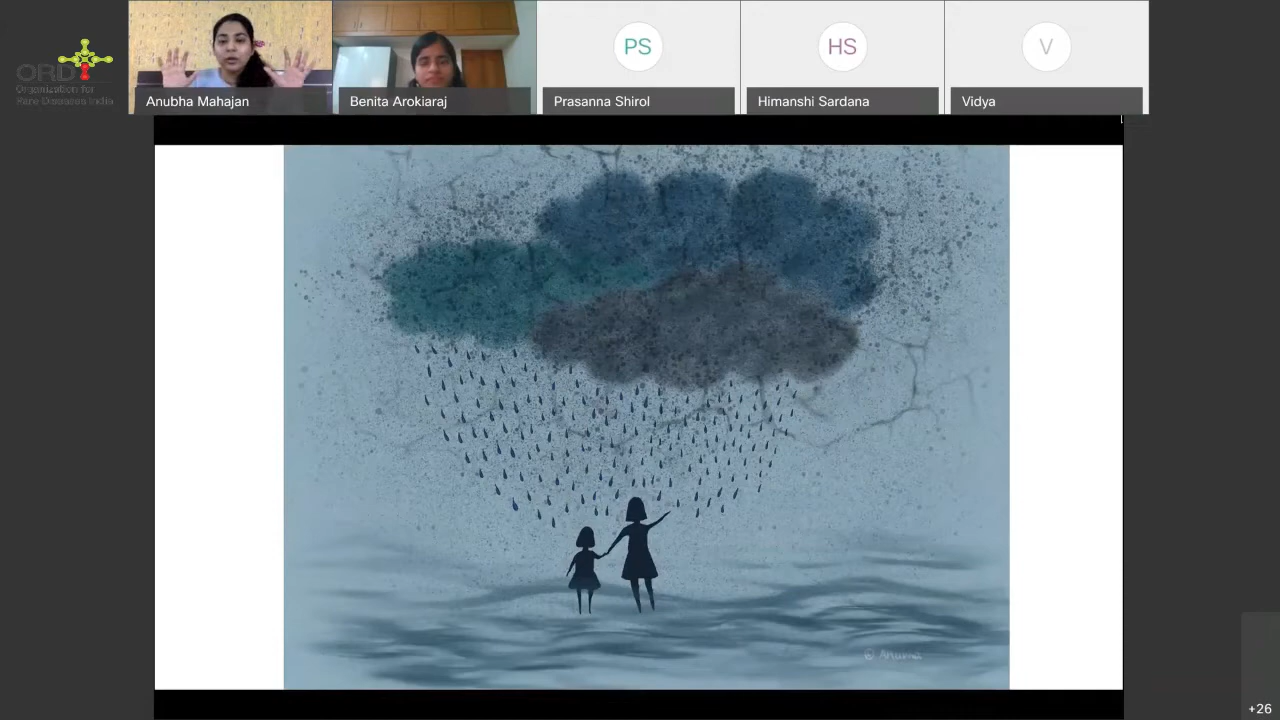 ORDI
Organization for
Rare Diseases India
Anubha Mahajan
Benita Arokiaraj
PS
Prasanna Shirol
HS
Himanshi Sardana
V
Vidya
+26